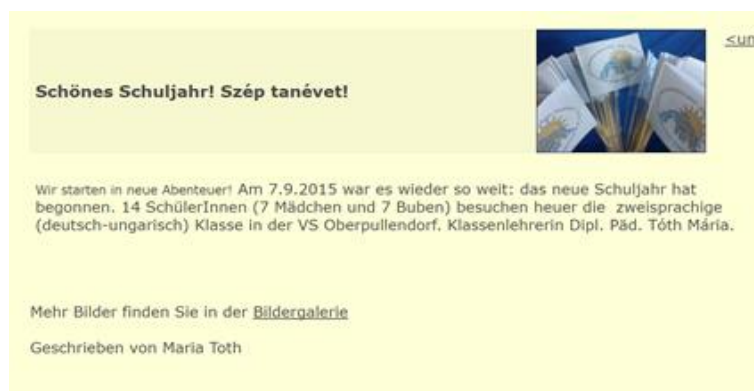 Schönes Schuljahr! Szép tanévet!
<un
Wir starten in neue Abenteuer! Am 7.9.2015 war es wieder so weit: das neue Schuljahr hat
begonnen. 14 SchülerInnen (7 Mädchen und 7 Buben) besuchen heuer die zweisprachige
(deutsch-ungarisch) Klasse in der VS Oberpullendorf. Klassenlehrerin Dipl. Päd. Tóth Mária.
Mehr Bilder finden Sie in der Bildergalerie
Geschrieben von Maria Toth